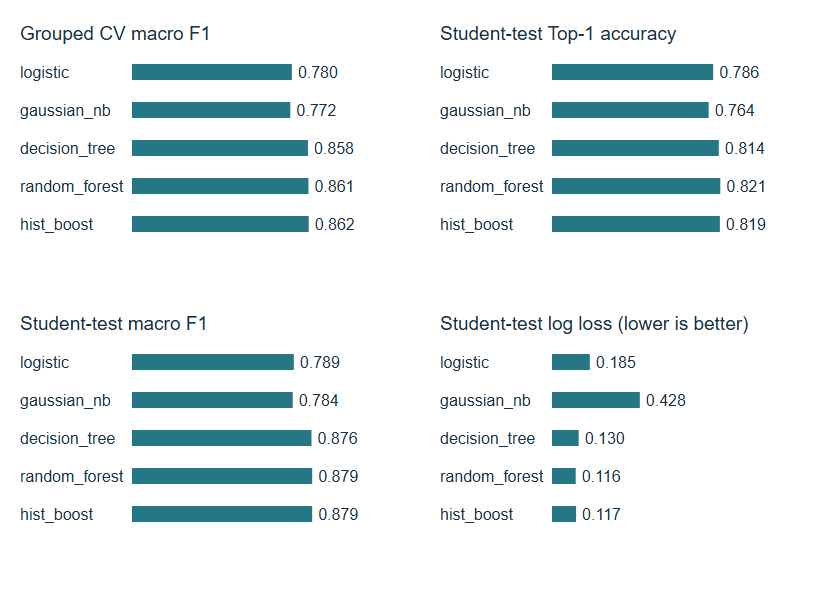 Grouped CV macro F1
logistic 0.780
gaussian_nb 0.772
decision_tree 0.858
random_forest 0.861
hist_boost 0.862
Student-test Top-1 accuracy
logistic 0.786
gaussian_nb 0.764
decision_tree 0.814
random_forest 0.821
hist_boost 0.819
Student-test macro F1
logistic 0.789
gaussian_nb 0.784
decision_tree 0.876
random_forest 0.879
hist_boost 0.879
Student-test log loss (lower is better)
logistic 0.185
gaussian_nb 0.428
decision_tree 0.130
random_forest 0.116
hist_boost 0.117